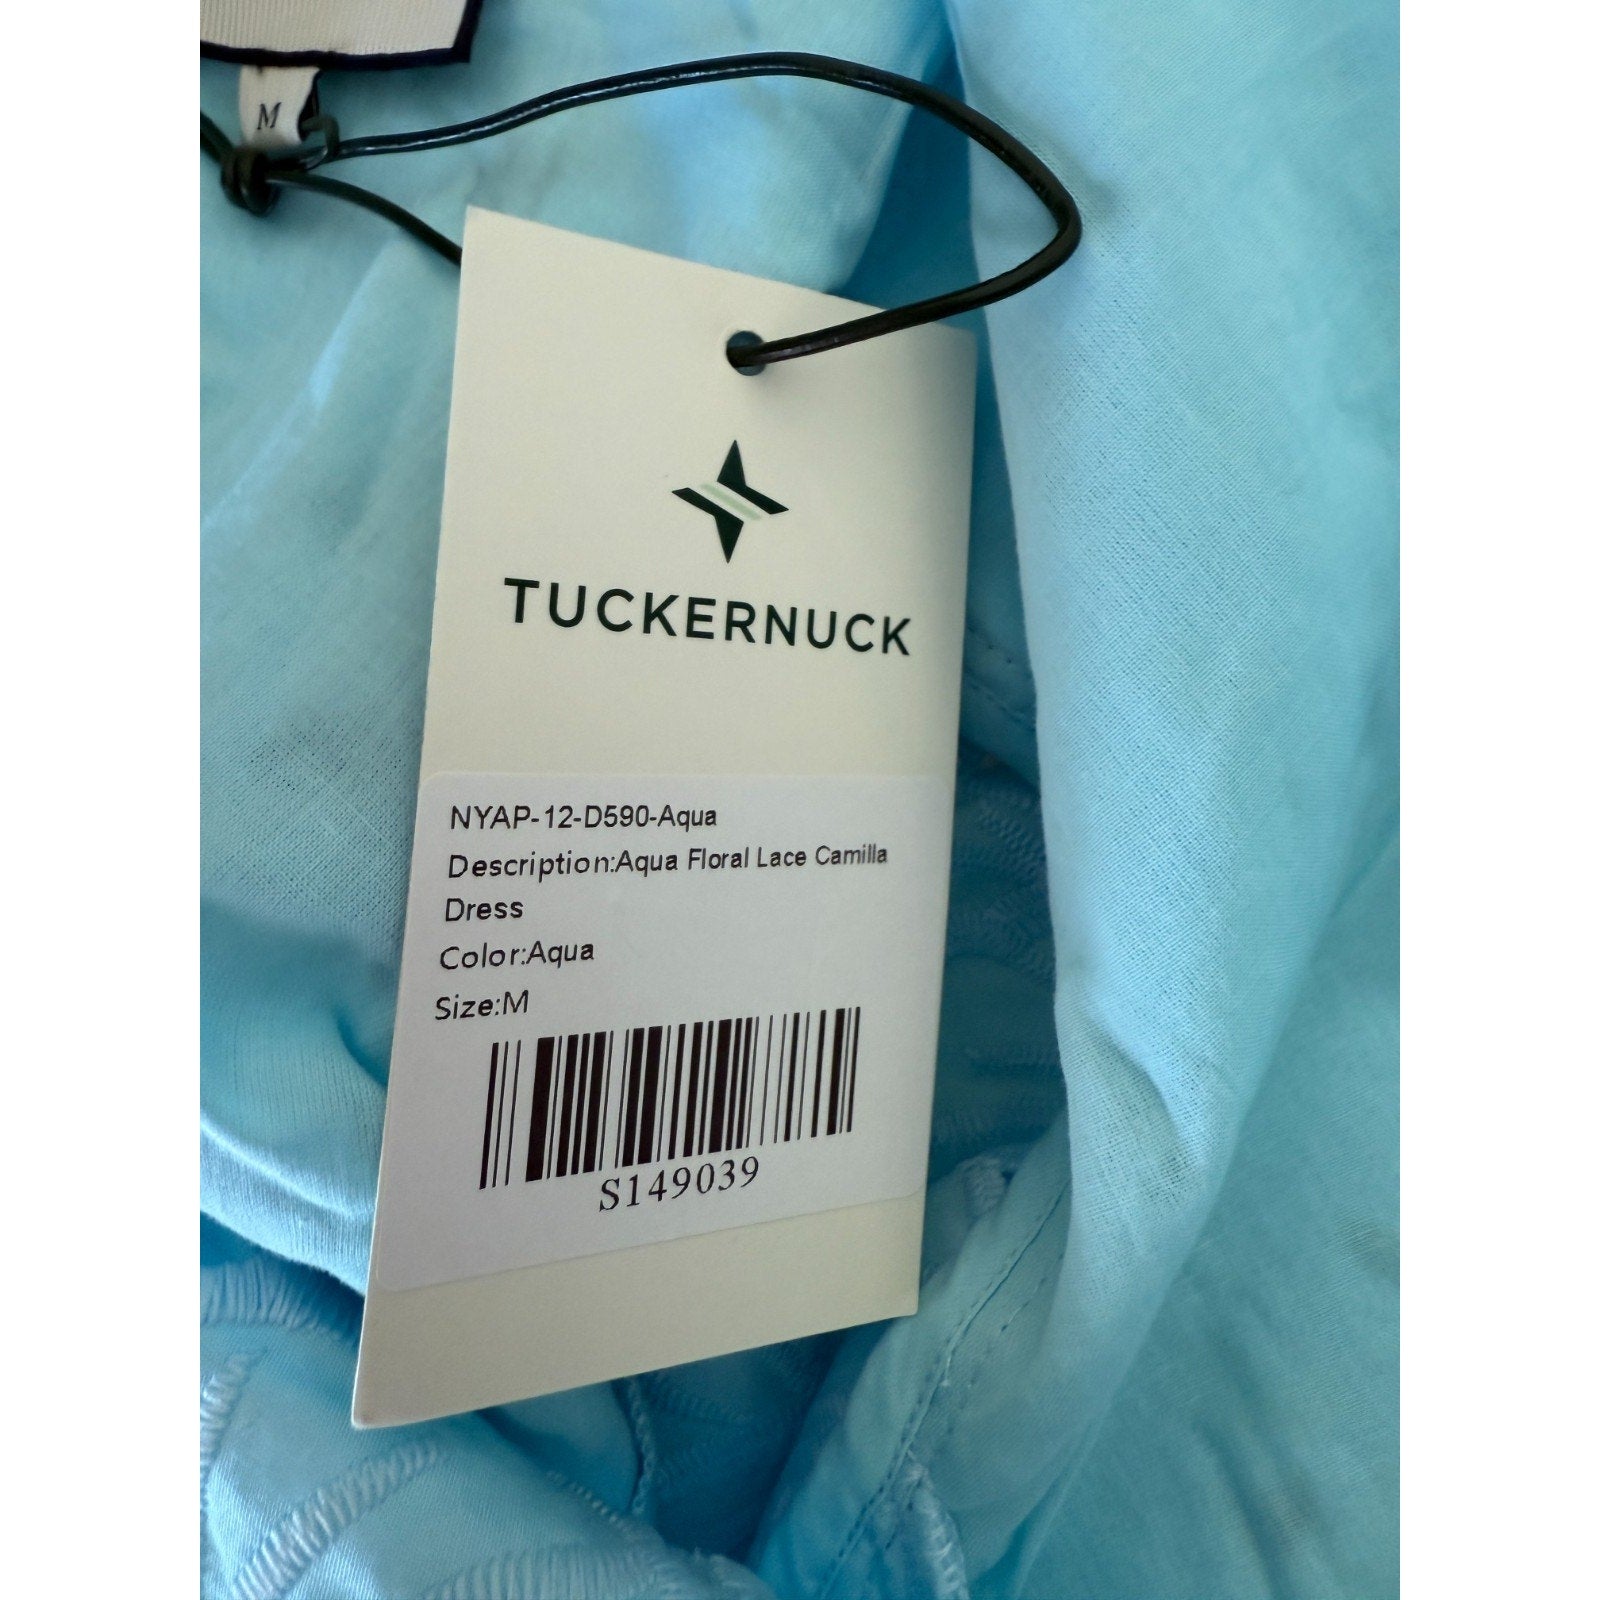 M
TUCKERNUCK
NYAP-12-D590-Aqua
Description:Aqua Floral Lace Camilla
Dress
Color:Aqua
Size:M
S149039